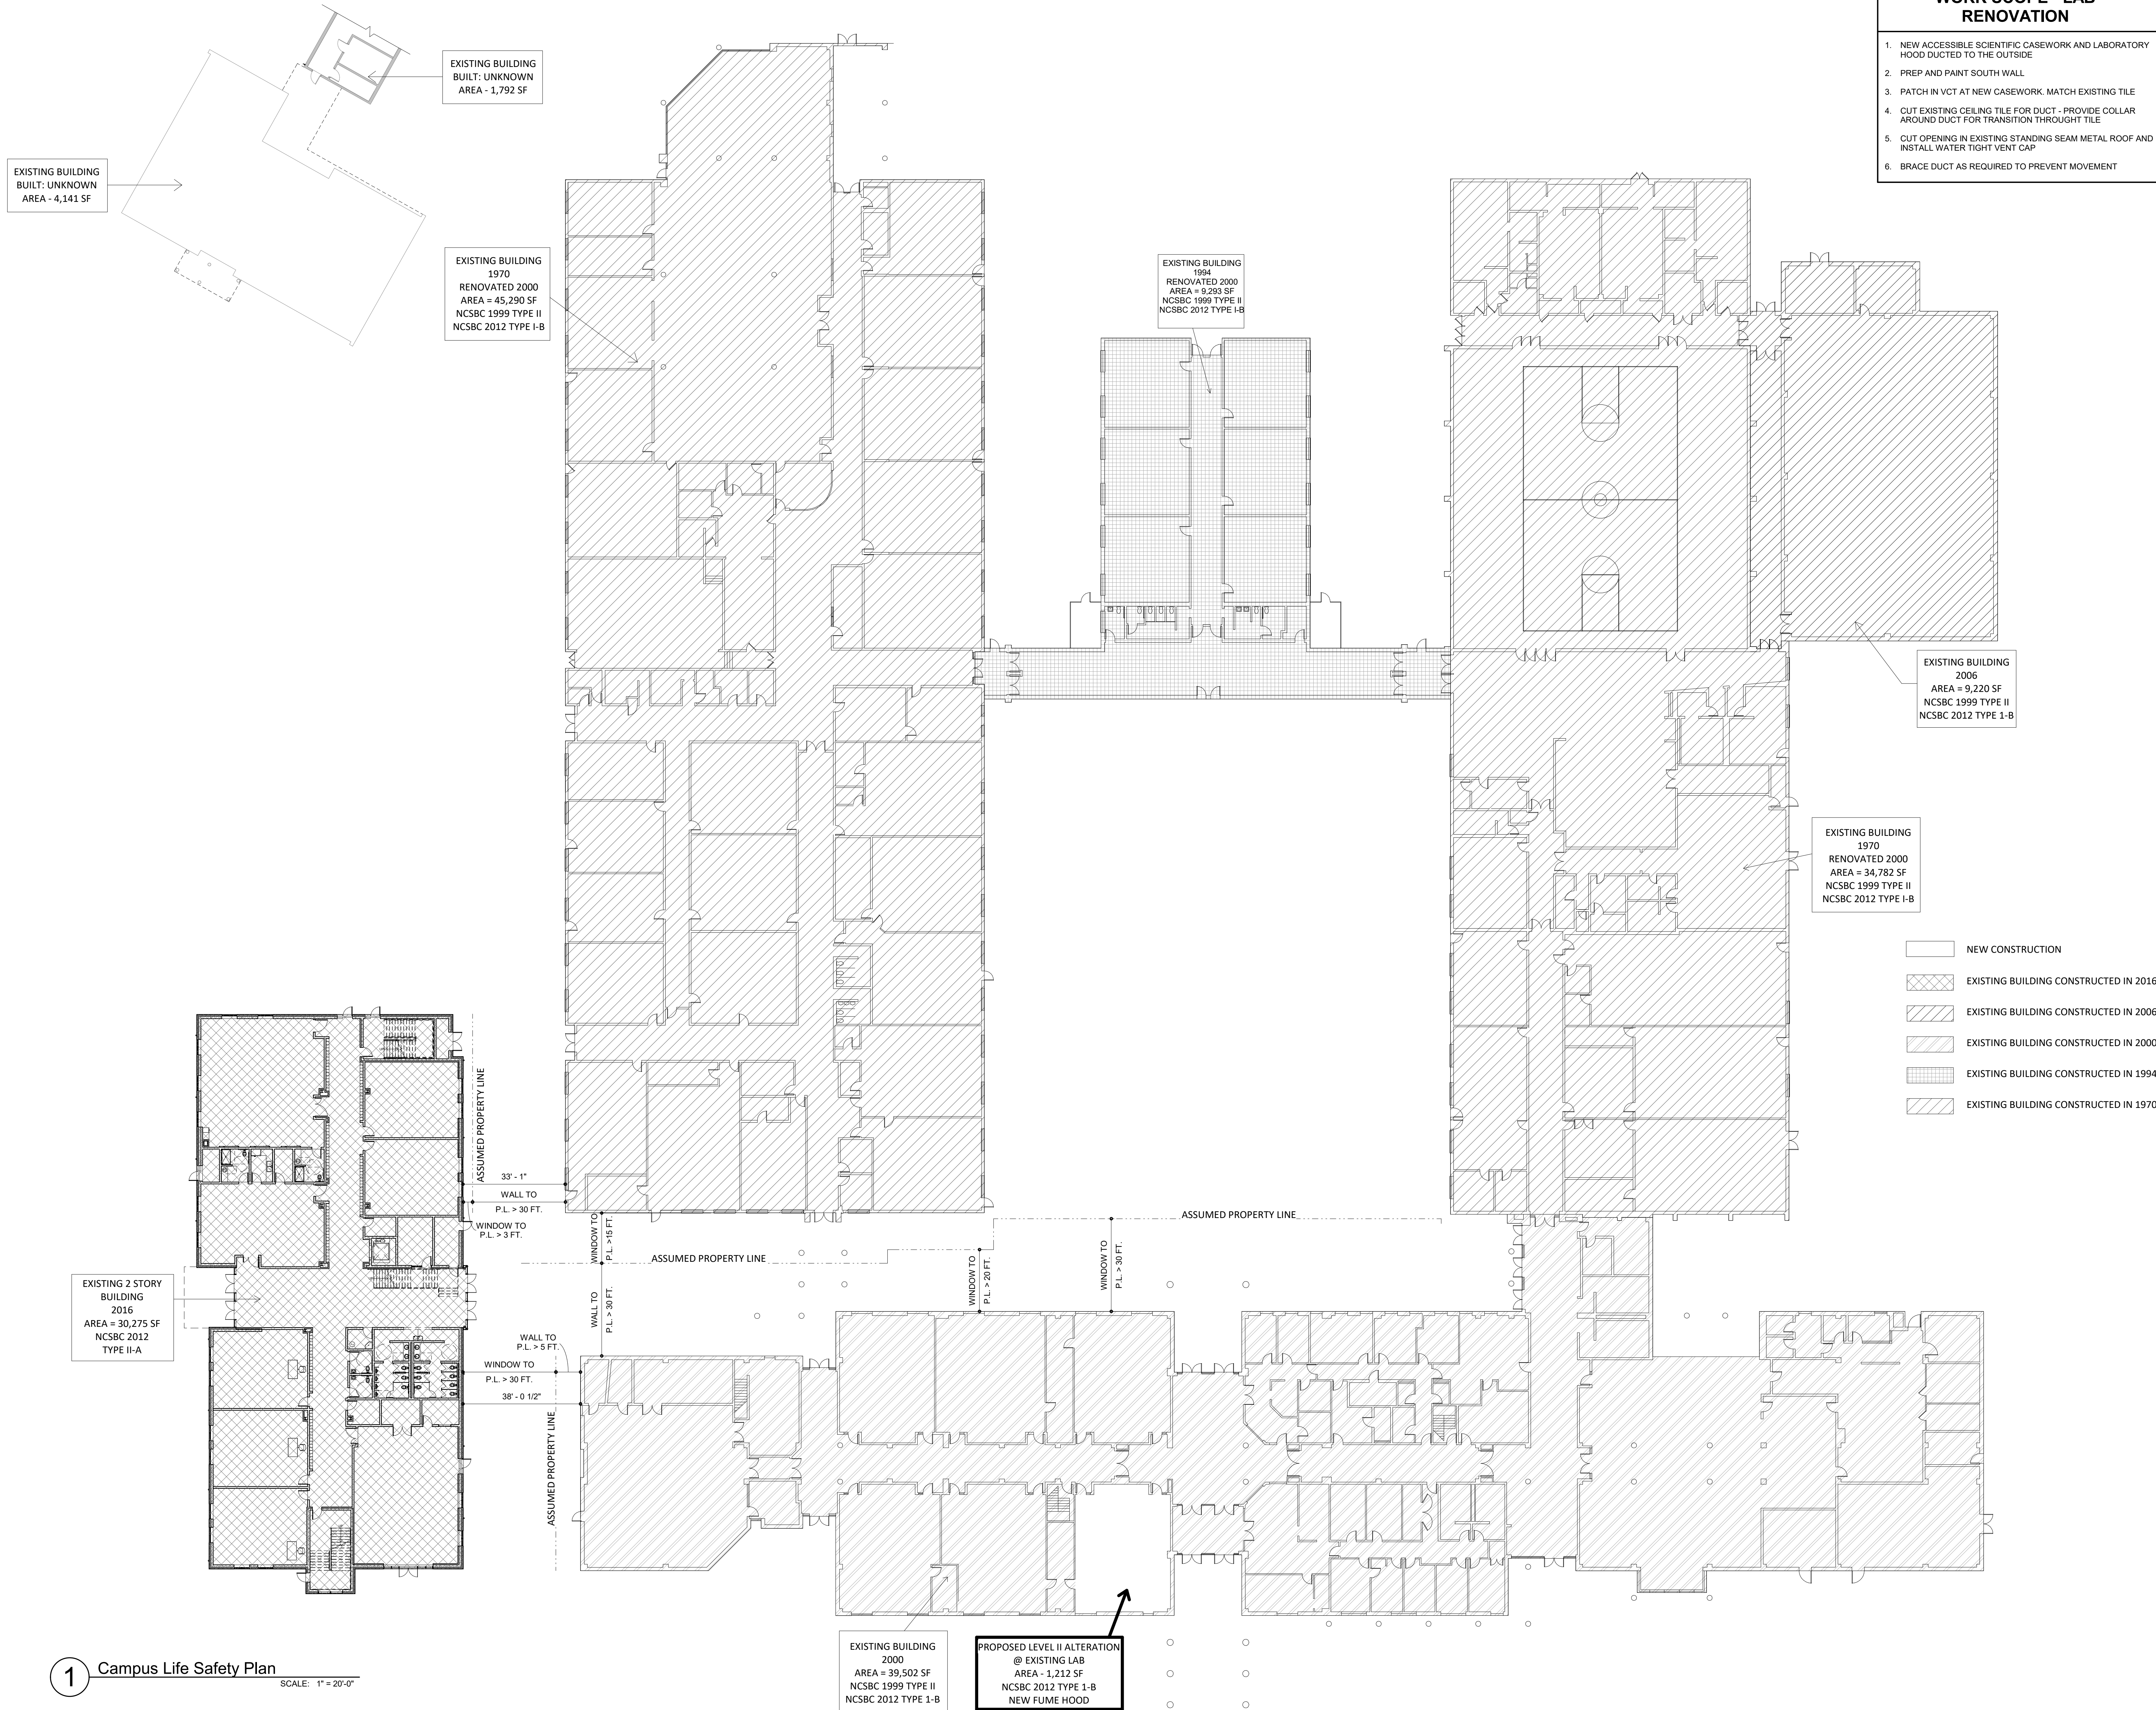 WORK SCOPE - LAB
RENOVATION
1. NEW ACCESSIBLE SCIENTIFIC CASEWORK AND LABORATORY
HOOD DUCTED TO THE OUTSIDE
2. PREP AND PAINT SOUTH WALL
3. PATCH IN VCT AT NEW CASEWORK. MATCH EXISTING TILE
4. CUT EXISTING CEILING TILE FOR DUCT - PROVIDE COLLAR
AROUND DUCT FOR TRANSITION THROUGHT TILE
5. CUT OPENING IN EXISTING STANDING SEAM METAL ROOF AND
INSTALL WATER TIGHT VENT CAP
6. BRACE DUCT AS REQUIRED TO PREVENT MOVEMENT
EXISTING BUILDING
BUILT: UNKNOWN
AREA - 1,792 SF
EXISTING BUILDING
BUILT: UNKNOWN
AREA - 4,141 SF
EXISTING BUILDING
1970
RENOVATED 2000
AREA = 45,290 SF
NCSBC 1999 TYPE II
NCSBC 2012 TYPE I-B
EXISTING BUILDING
1994
RENOVATED 2000
AREA = 9,293 SF
NCSBC 1999 TYPE II
NCSBC 2012 TYPE I-B
EXISTING BUILDING
2006
AREA = 9,220 SF
NCSBC 1999 TYPE II
NCSBC 2012 TYPE 1-B
EXISTING BUILDING
1970
RENOVATED 2000
AREA = 34,782 SF
NCSBC 1999 TYPE II
NCSBC 2012 TYPE I-B
NEW CONSTRUCTION
EXISTING BUILDING CONSTRUCTED IN 2016
EXISTING BUILDING CONSTRUCTED IN 2006
EXISTING BUILDING CONSTRUCTED IN 2000
EXISTING BUILDING CONSTRUCTED IN 1994
EXISTING BUILDING CONSTRUCTED IN 1970
ASSUMED PROPERTY LINE
33' - 1"
WALL TO
P.L. > 30 FT.
WINDOW TO
P.L. > 3 FT.
WINDOW TO
P.L. >15 FT.
ASSUMED PROPERTY LINE
WALL TO
P.L. > 30 FT.
WINDOW TO
P.L. > 20 FT.
WINDOW TO
P.L. > 30 FT.
ASSUMED PROPERTY LINE
EXISTING 2 STORY
BUILDING
2016
AREA = 30,275 SF
NCSBC 2012
TYPE II-A
WALL TO
P.L. > 5 FT.
WINDOW TO
P.L. > 30 FT.
38' - 0 1/2"
ASSUMED PROPERTY LINE
EXISTING BUILDING
2000
AREA = 39,502 SF
NCSBC 1999 TYPE II
NCSBC 2012 TYPE 1-B
PROPOSED LEVEL II ALTERATION
@ EXISTING LAB
AREA - 1,212 SF
NCSBC 2012 TYPE 1-B
NEW FUME HOOD
1
Campus Life Safety Plan
SCALE: 1" = 20'-0"